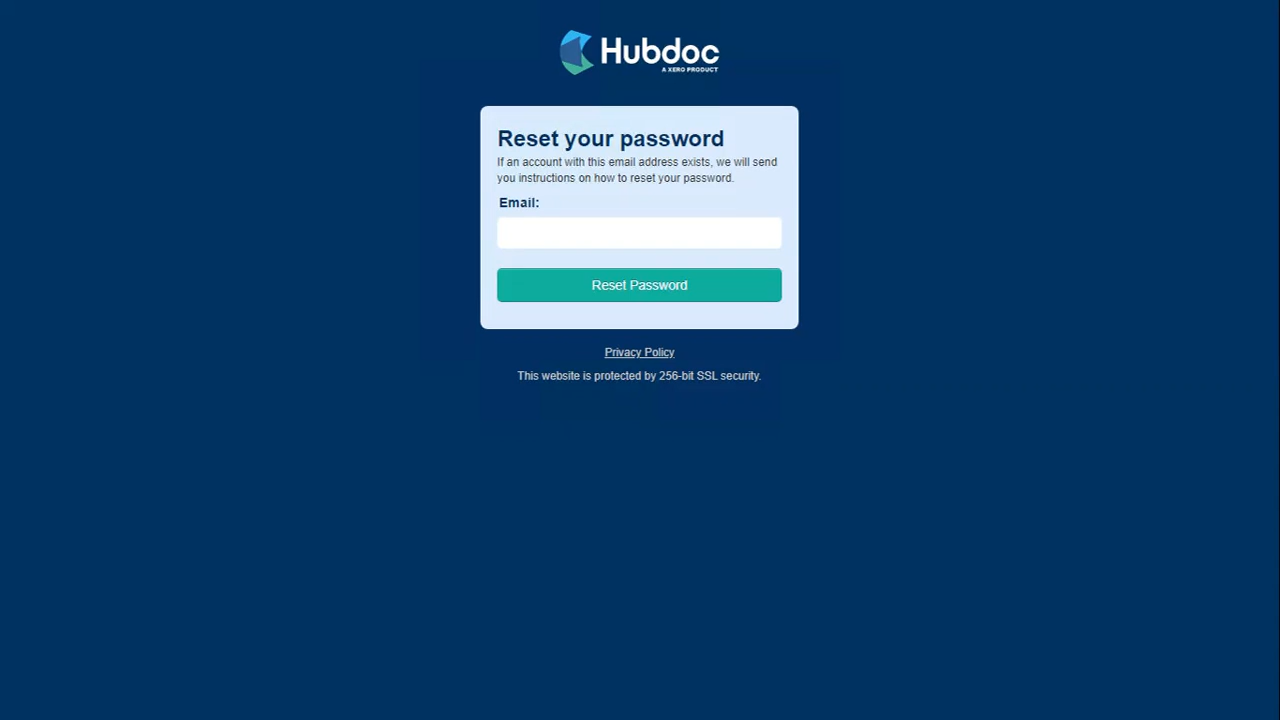 Hubdoc
A XERO PRODUCT
Reset your password
If an account with this email address exists, we will send
you instructions on how to reset your password.
Email:
Reset Password
Privacy Policy
This website is protected by 256-bit SSL security.